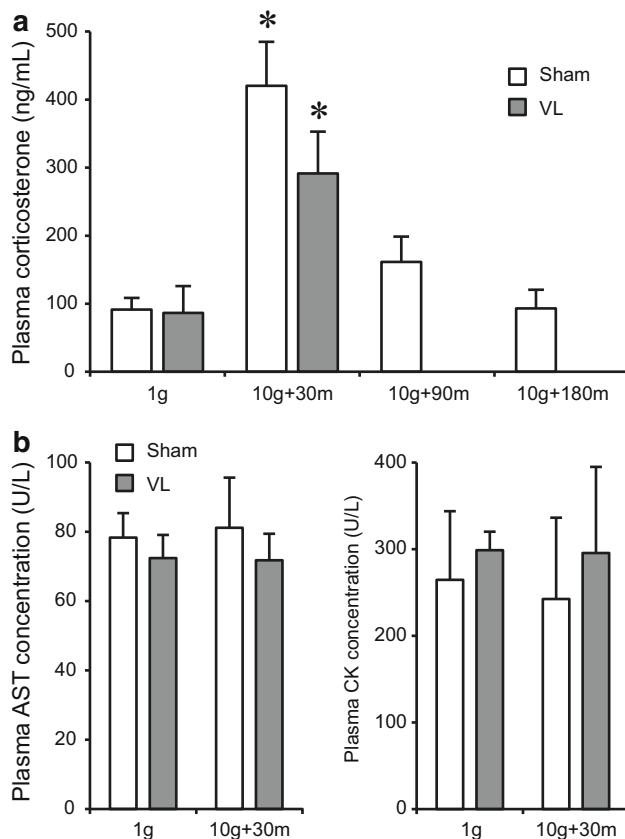 a
Plasma corticosterone (ng/mL)
500
400
300
200
100
0
* *
Sham
VL
1g 10g+30m 10g+90m 10g+180m
b
Plasma AST concentration (U/L)
100
80
60
40
20
0
Sham
VL
1g 10g+30m
Plasma CK concentration (U/L)
400
300
200
300
0
1g 10g+30m